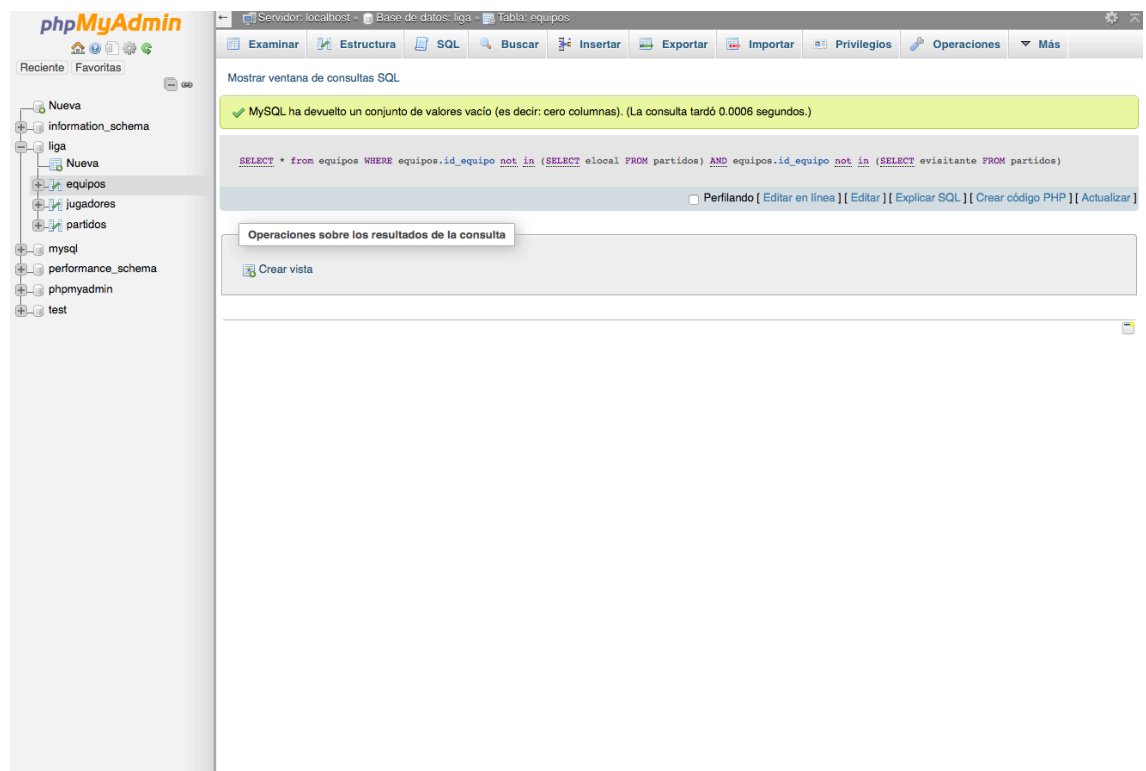 phpMyAdmin
Reciente Favoritas
Nueva
information_schema
liga
Nueva
equipos
jugadores
partidos
mysql
performance_schema
phpmyadmin
test
Servidor: localhost » Base de datos: liga » Tabla: equipos
Examinar Estructura SQL Buscar Insertar Exportar Importar Privilegios Operaciones Más
Mostrar ventana de consultas SQL
MySQL ha devuelto un conjunto de valores vacío (es decir: cero columnas). (La consulta tardó 0.0006 segundos.)
SELECT * from equipos WHERE equipos.id_equipo not in (SELECT elocal FROM partidos) AND equipos.id_equipo not in (SELECT evisitante FROM partidos)
Perfilando [ Editar en línea ] [ Editar ] [ Explicar SQL ] [ Crear código PHP ] [ Actualizar ]
Operaciones sobre los resultados de la consulta
Crear vista